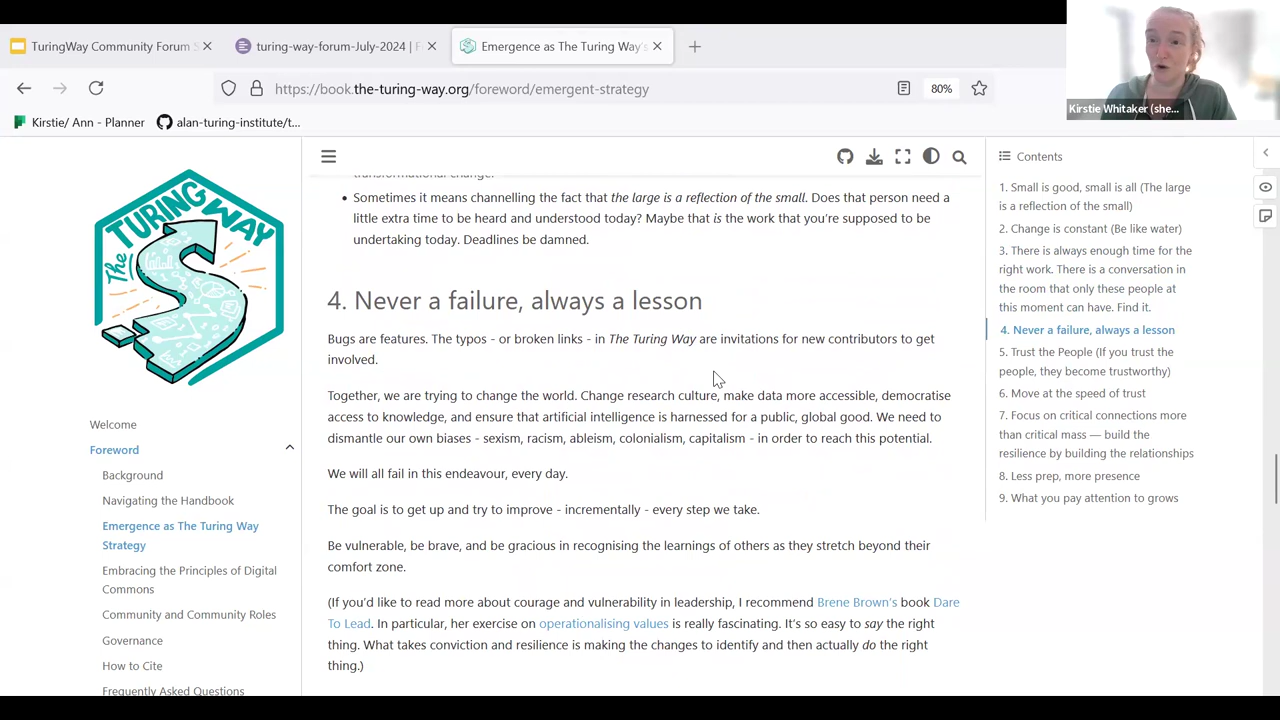 TuringWay Community Forum
turing-way-forum-July-2024 | F
Emergence as The Turing Way's
https://book.the-turing-way.org/foreword/emergent-strategy
80%
Kirstie Whitaker (she...
Kirstie/ Ann - Planner
alan-turing-institute/t...
The
TURING
WAY
Welcome
Foreword
Background
Navigating the Handbook
Emergence as The Turing Way
Strategy
Embracing the Principles of Digital
Commons
Community and Community Roles
Governance
How to Cite
Frequently Asked Questions
transformational change.
• Sometimes it means channelling the fact that the large is a reflection of the small. Does that person need a
little extra time to be heard and understood today? Maybe that is the work that you're supposed to be
undertaking today. Deadlines be damned.
4. Never a failure, always a lesson
Bugs are features. The typos - or broken links - in The Turing Way are invitations for new contributors to get
involved.
Together, we are trying to change the world. Change research culture, make data more accessible, democratise
access to knowledge, and ensure that artificial intelligence is harnessed for a public, global good. We need to
dismantle our own biases - sexism, racism, ableism, colonialism, capitalism - in order to reach this potential.
We will all fail in this endeavour, every day.
The goal is to get up and try to improve - incrementally - every step we take.
Be vulnerable, be brave, and be gracious in recognising the learnings of others as they stretch beyond their
comfort zone.
(If you'd like to read more about courage and vulnerability in leadership, I recommend Brene Brown's book Dare
To Lead. In particular, her exercise on operationalising values is really fascinating. It's so easy to say the right
thing. What takes conviction and resilience is making the changes to identify and then actually do the right
thing.)
Contents
1. Small is good, small is all (The large
is a reflection of the small)
2. Change is constant (Be like water)
3. There is always enough time for the
right work. There is a conversation in
the room that only these people at
this moment can have. Find it.
4. Never a failure, always a lesson
5. Trust the People (If you trust the
people, they become trustworthy)
6. Move at the speed of trust
7. Focus on critical connections more
than critical mass — build the
resilience by building the relationships
8. Less prep, more presence
9. What you pay attention to grows